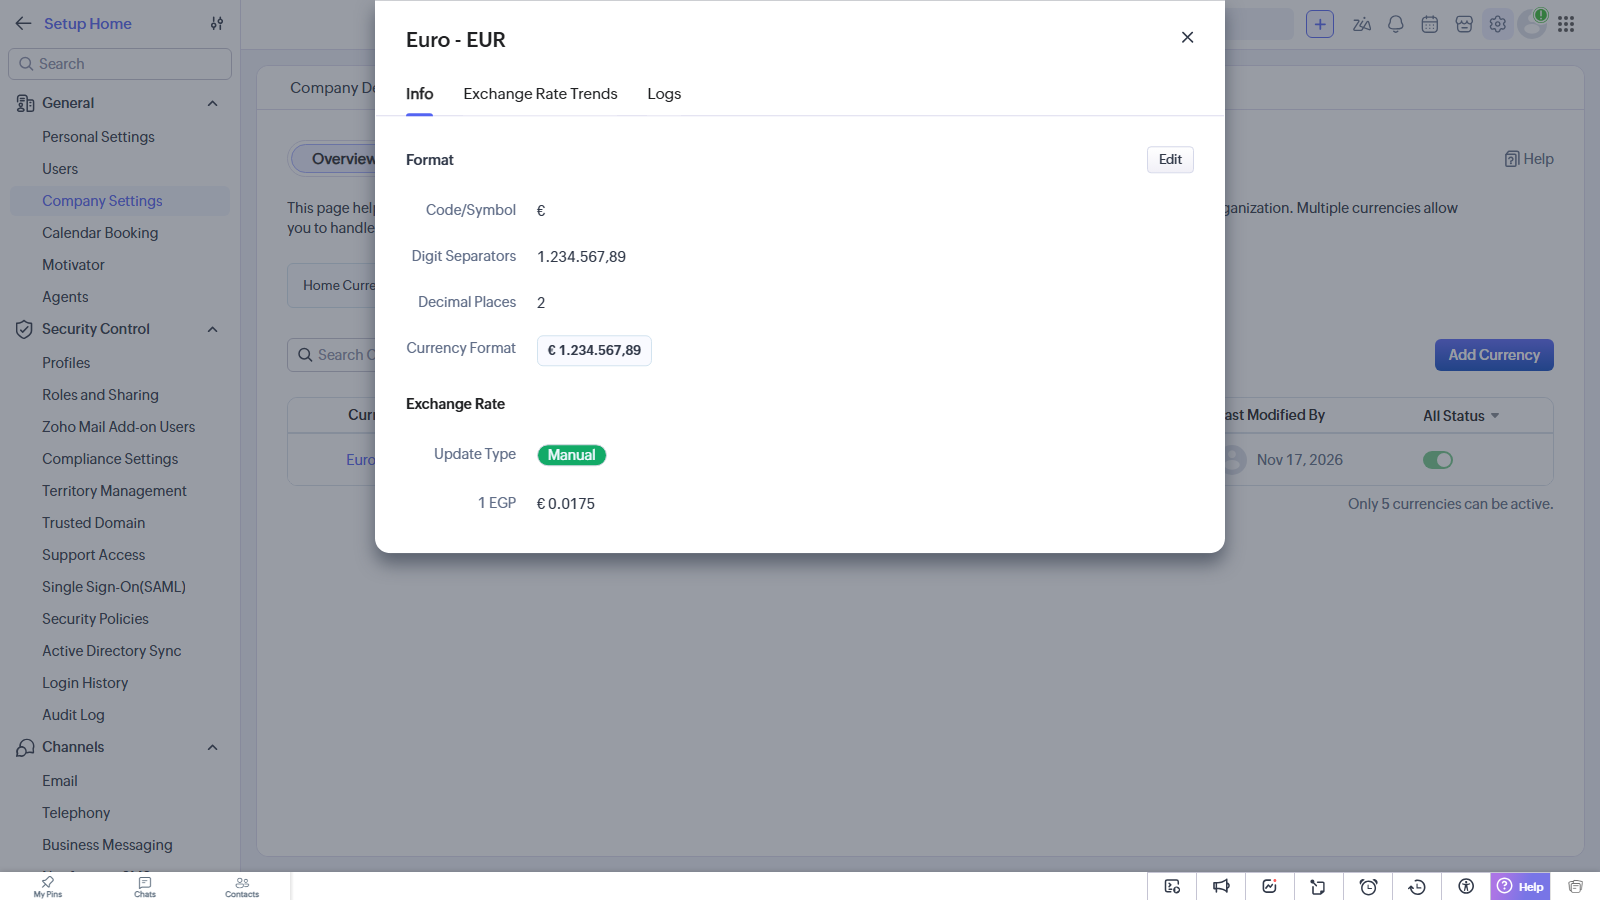 Setup Home
Search
General
Personal Settings
Users
Company Settings
Calendar Booking
Motivator
Agents
Security Control
Profiles
Roles and Sharing
Zoho Mail Add-on Users
Compliance Settings
Territory Management
Trusted Domain
Support Access
Single Sign-On(SAML)
Security Policies
Active Directory Sync
Login History
Audit Log
Channels
Email
Telephony
Business Messaging
My Pins
Chats
Contacts
Company De
Overview
Help
This page help
ganization. Multiple currencies allow
you to handle
Home Curre
Search C
Add Currency
Curr
ast Modified By
All Status
Euro
Nov 17, 2026
Only 5 currencies can be active.
Euro - EUR
Info
Exchange Rate Trends
Logs
Format
Edit
Code/Symbol €
Digit Separators 1.234.567,89
Decimal Places 2
Currency Format € 1.234.567,89
Exchange Rate
Update Type Manual
1 EGP € 0.0175
Help